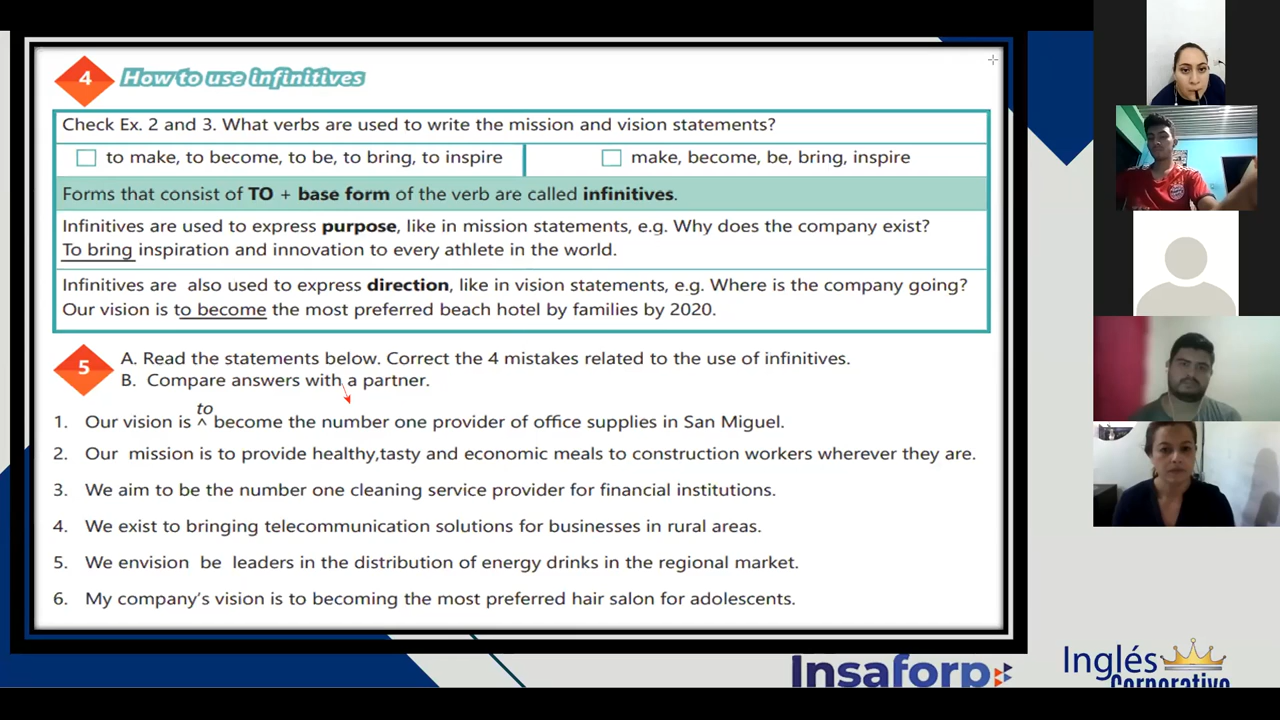 4 How to use infinitives
Check Ex. 2 and 3. What verbs are used to write the mission and vision statements?
to make, to become, to be, to bring, to inspire
make, become, be, bring, inspire
Forms that consist of TO + base form of the verb are called infinitives.
Infinitives are used to express purpose, like in mission statements, e.g. Why does the company exist?
To bring inspiration and innovation to every athlete in the world.
Infinitives are also used to express direction, like in vision statements, e.g. Where is the company going?
Our vision is to become the most preferred beach hotel by families by 2020.
5 A. Read the statements below. Correct the 4 mistakes related to the use of infinitives.
B. Compare answers with a partner.
to
1. Our vision is ^ become the number one provider of office supplies in San Miguel.
2. Our mission is to provide healthy,tasty and economic meals to construction workers wherever they are.
3. We aim to be the number one cleaning service provider for financial institutions.
4. We exist to bringing telecommunication solutions for businesses in rural areas.
5. We envision be leaders in the distribution of energy drinks in the regional market.
6. My company's vision is to becoming the most preferred hair salon for adolescents.
Insaforp
Inglés
Corporativo